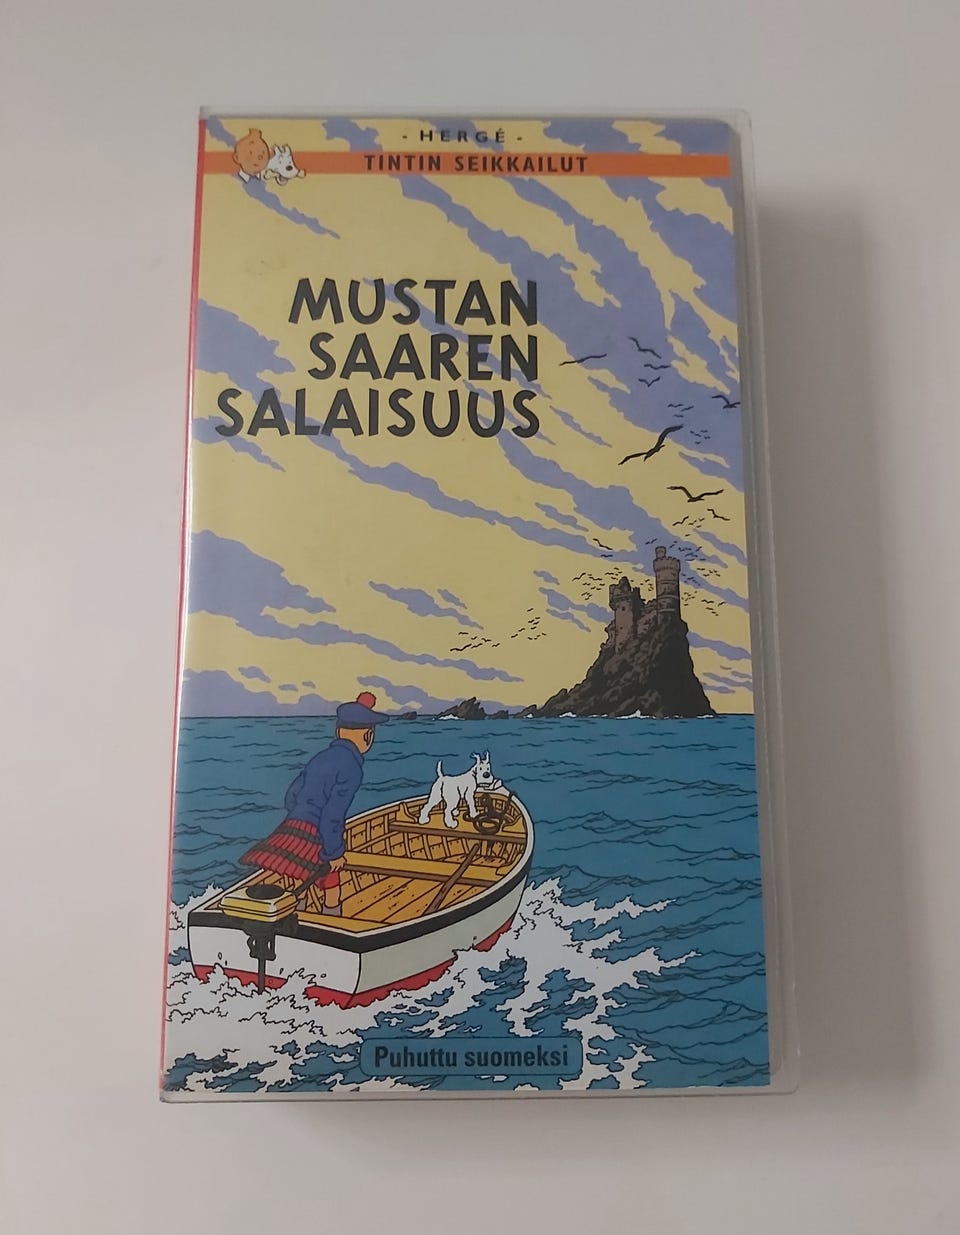 - HERGÉ -
TINTIN SEIKKAILUT
MUSTAN
SAAREN
SALAISUUS
Puhuttu suomeksi